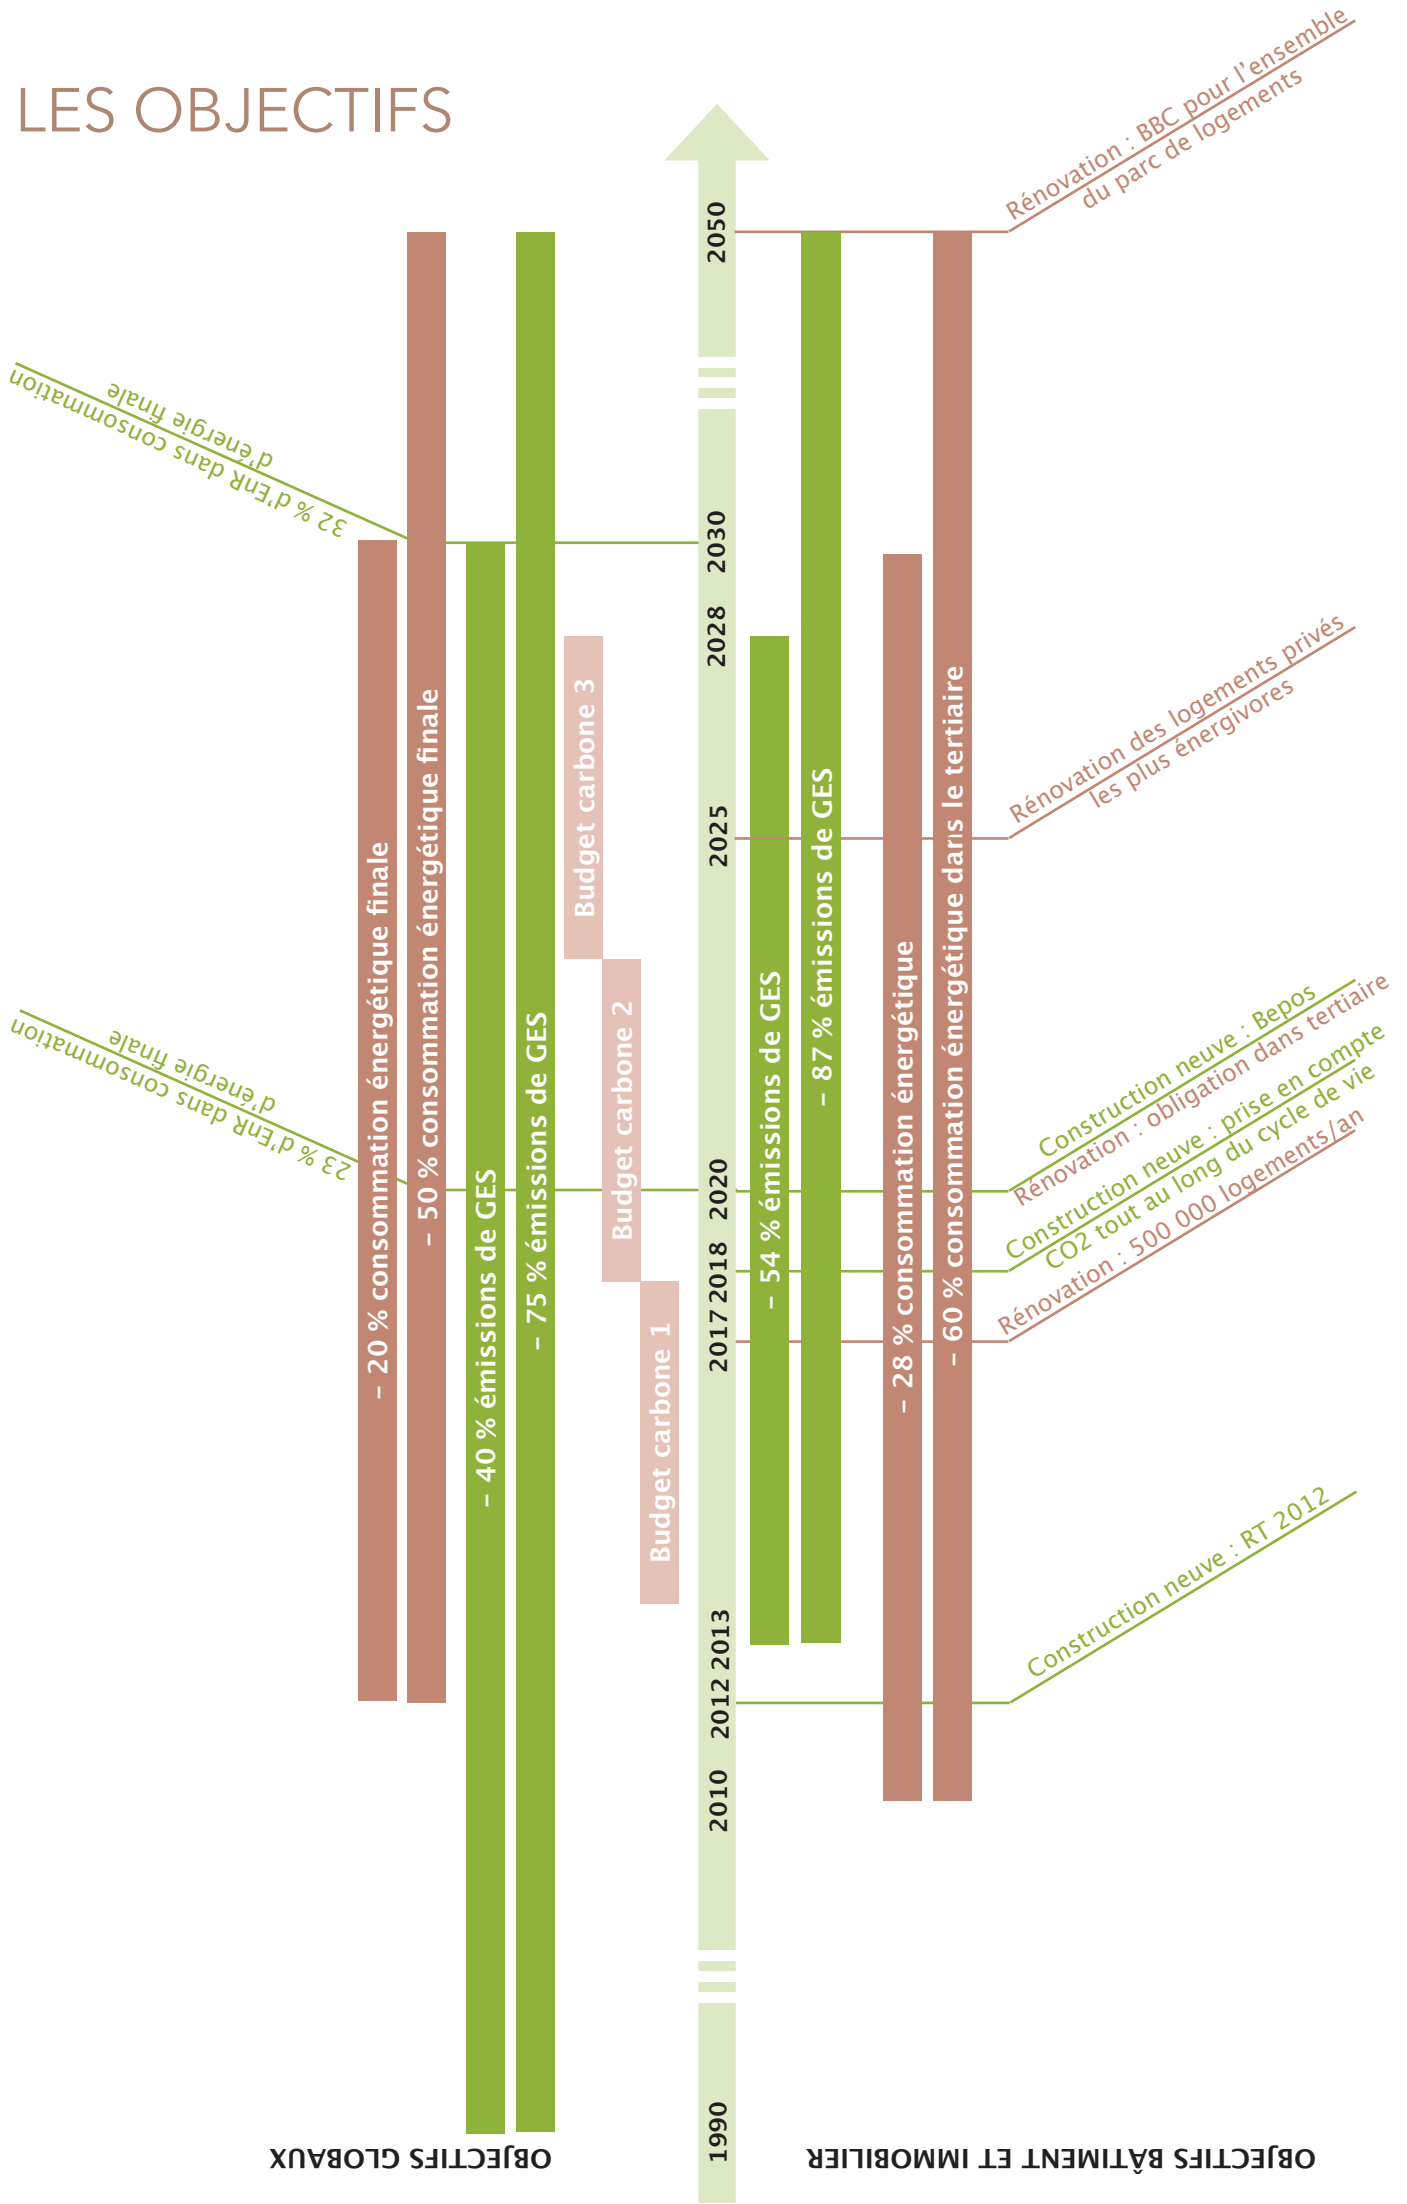 LES OBJECTIFS
OBJECTIFS GLOBAUX
32 % d'EnR dans consommation
d'énergie finale
23 % d'EnR dans consommation
d'énergie finale
– 20 % consommation énergétique finale
– 50 % consommation énergétique finale
– 40 % émissions de GES
– 75 % émissions de GES
Budget carbone 3
Budget carbone 2
Budget carbone 1
2050
2030
2028
2025
2020
2018
2017
2013
2012
2010
1990
OBJECTIFS BÂTIMENT ET IMMOBILIER
– 54 % émissions de GES
– 87 % émissions de GES
– 28 % consommation énergétique
– 60 % consommation énergétique dans le tertiaire
Rénovation : BBC pour l'ensemble
du parc de logements
Rénovation des logements privés
les plus énergivores
Construction neuve : Bepos
Rénovation : obligation dans tertiaire
Construction neuve : prise en compte
CO2 tout au long du cycle de vie
Rénovation : 500 000 logements/an
Construction neuve : RT 2012